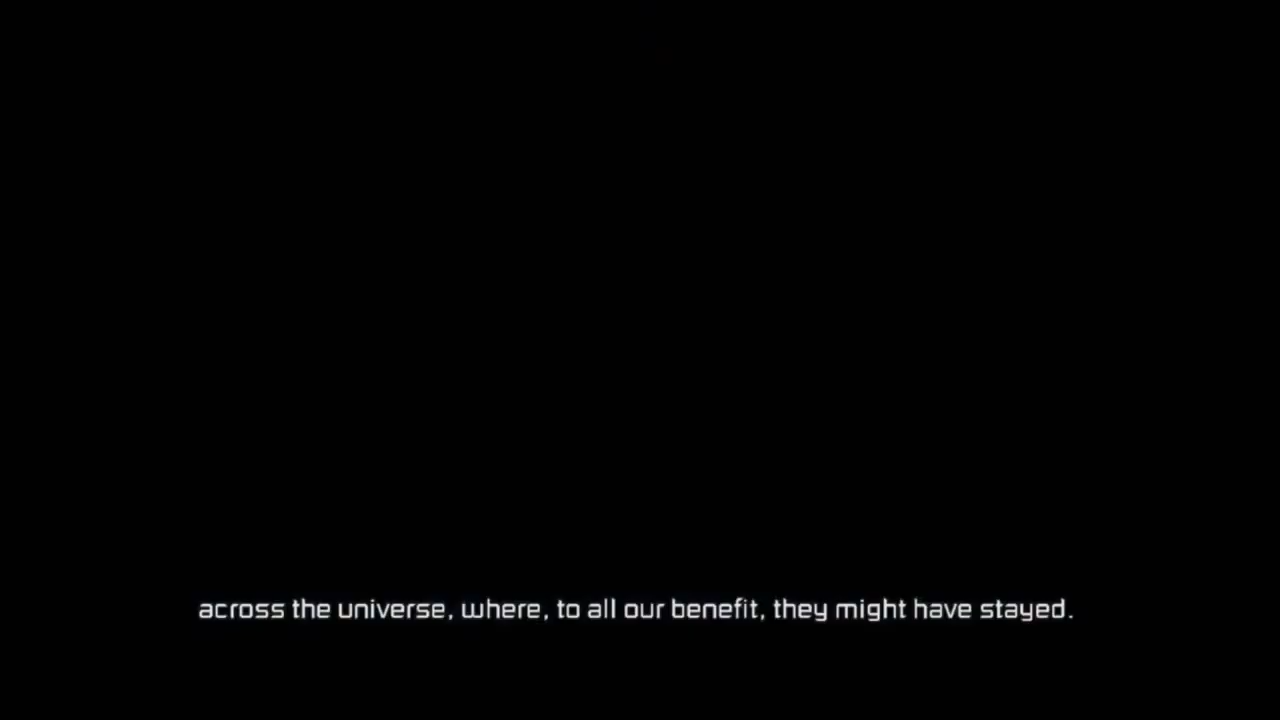 across the universe, where, to all our benefit, they might have stayed.